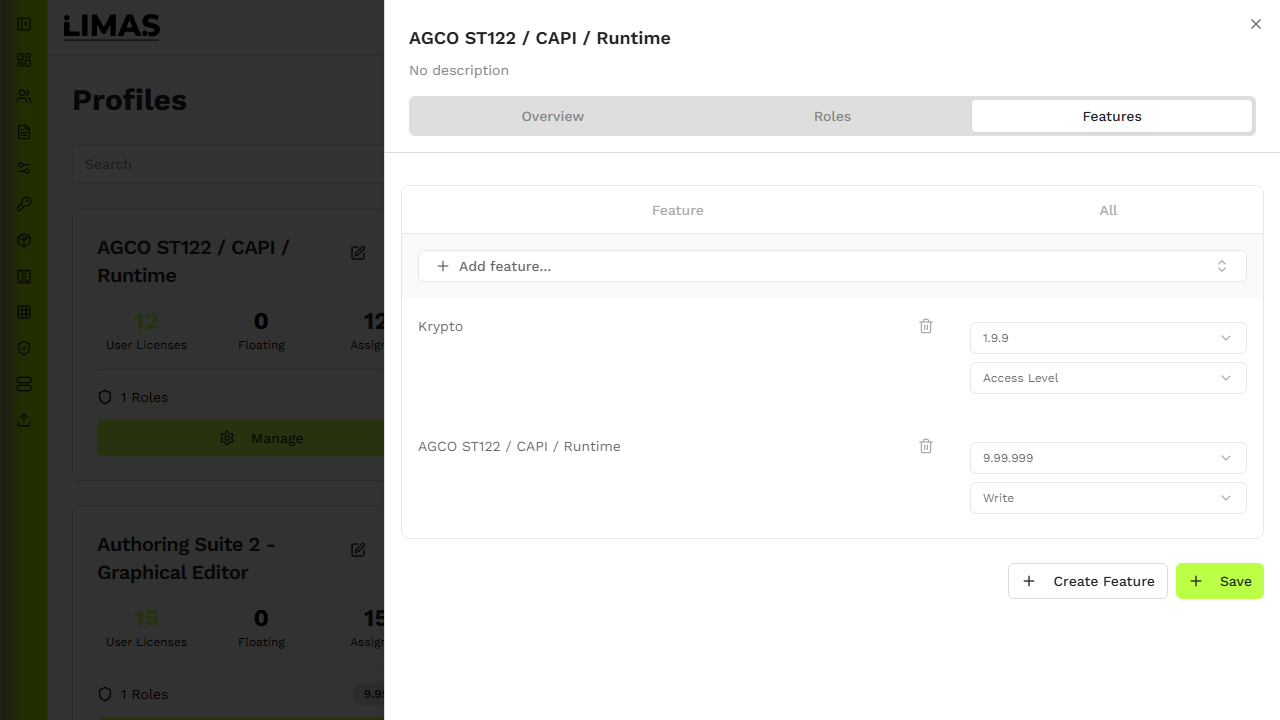 LIMAS
Profiles
Search
AGCO ST122 / CAPI /
Runtime
12
0
12
User Licenses
Floating
Assign
1 Roles
Manage
Authoring Suite 2 -
Graphical Editor
15
0
15
User Licenses
Floating
Assign
1 Roles
9.99
AGCO ST122 / CAPI / Runtime
No description
Overview
Roles
Features
Feature
All
Add feature...
Krypto
1.9.9
Access Level
AGCO ST122 / CAPI / Runtime
9.99.999
Write
Create Feature
Save